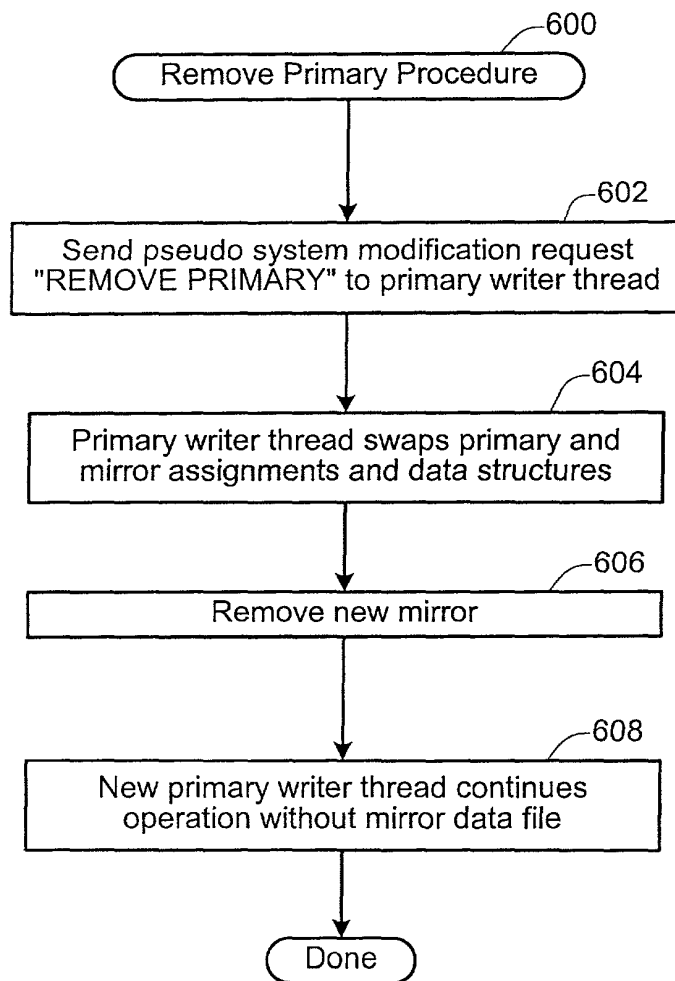 600
Remove Primary Procedure
602
Send pseudo system modification request
"REMOVE PRIMARY" to primary writer thread
604
Primary writer thread swaps primary and
mirror assignments and data structures
606
Remove new mirror
608
New primary writer thread continues
operation without mirror data file
Done